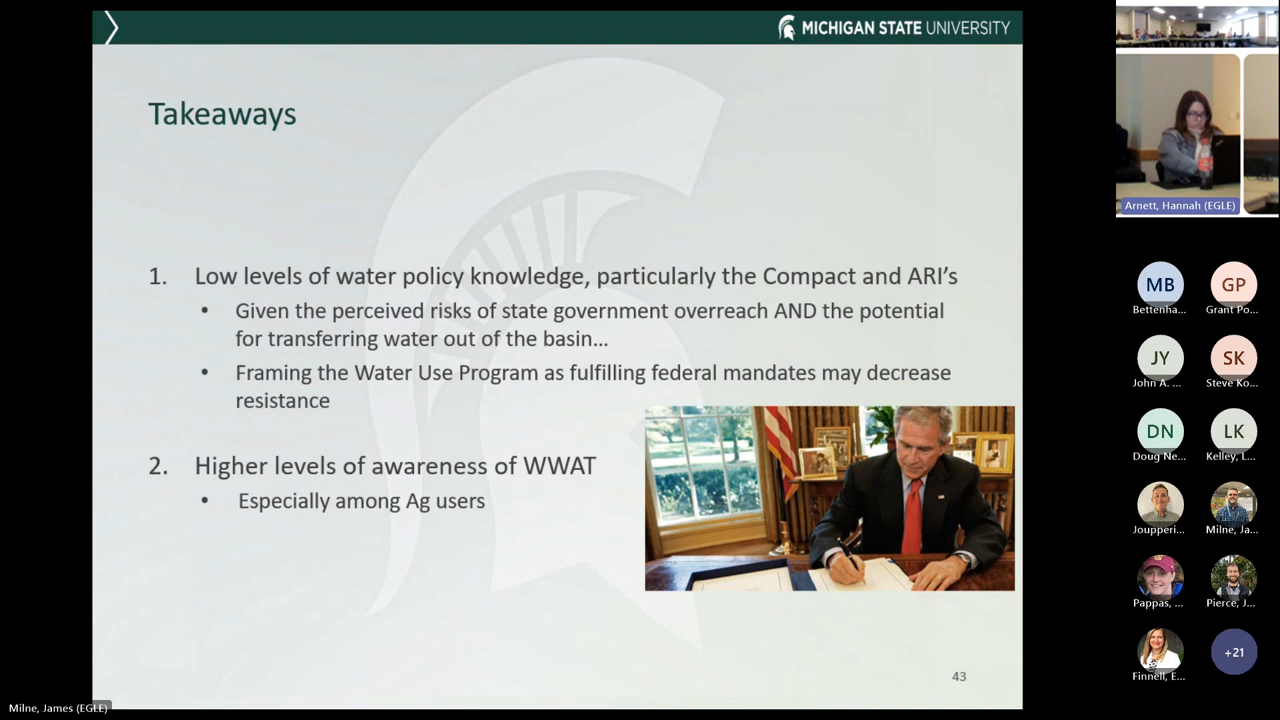 MICHIGAN STATE UNIVERSITY
Takeaways
1. Low levels of water policy knowledge, particularly the Compact and ARI's
• Given the perceived risks of state government overreach AND the potential
for transferring water out of the basin...
• Framing the Water Use Program as fulfilling federal mandates may decrease
resistance
2. Higher levels of awareness of WWAT
• Especially among Ag users
43
Milne, James (EGLE)
Arnett, Hannah (EGLE)
MB
GP
Bettenha...
Grant Po...
JY
SK
John A. ...
Steve Ko...
DN
LK
Doug Ne...
Kelley, L...
Joupperi...
Milne, Ja...
Pappas, ...
Pierce, J...
+21
Finnell, E...